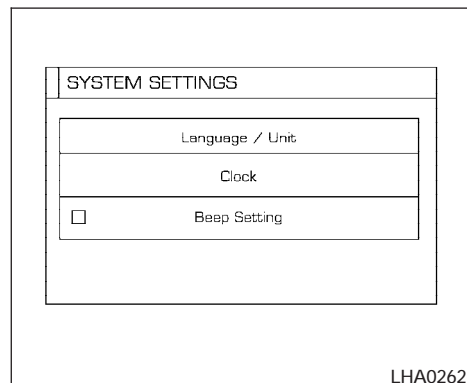 SYSTEM SETTINGS
Language / Unit
Clock
Beep Setting
LHA0262